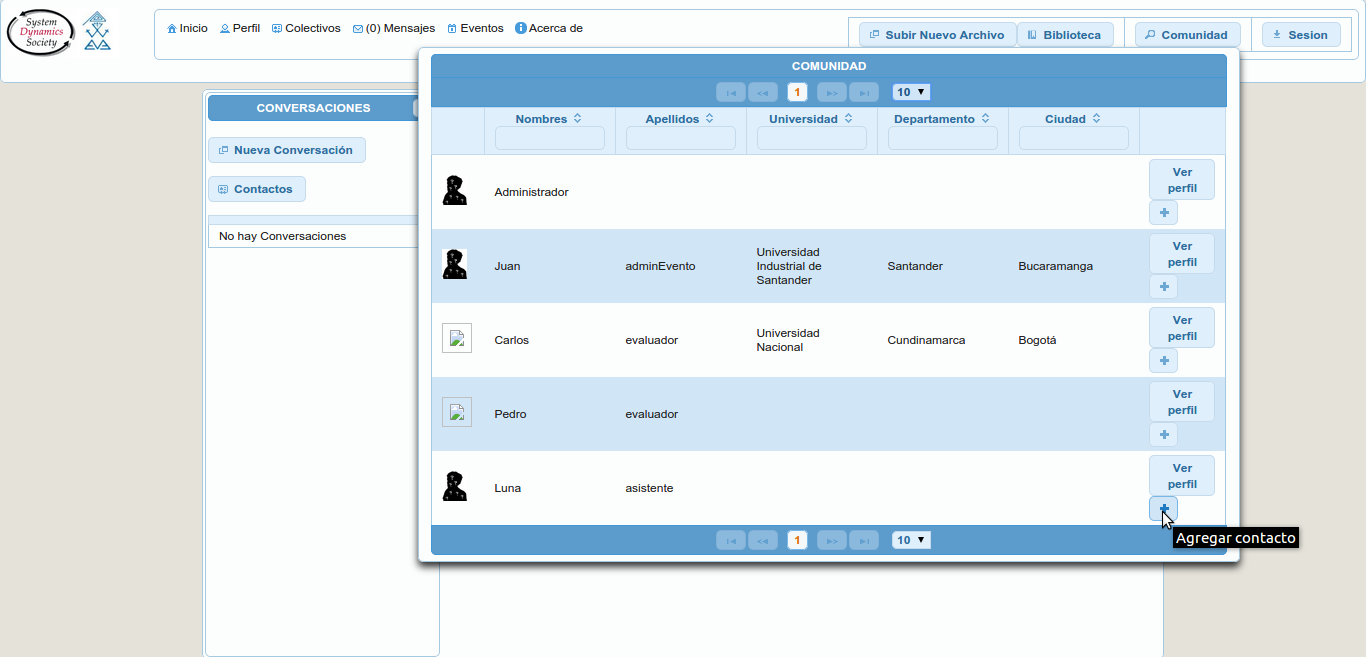 System
Dynamics
Society
Inicio
Perfil
Colectivos
(0) Mensajes
Eventos
Acerca de
Subir Nuevo Archivo
Biblioteca
Comunidad
Sesion
CONVERSACIONES
Nueva Conversación
Contactos
No hay Conversaciones
COMUNIDAD
1
10
Nombres
Apellidos
Universidad
Departamento
Ciudad
Administrador
Ver
perfil
Juan
adminEvento
Universidad
Industrial de
Santander
Santander
Bucaramanga
Ver
perfil
Carlos
evaluador
Universidad
Nacional
Cundinamarca
Bogotá
Ver
perfil
Pedro
evaluador
Ver
perfil
Luna
asistente
Ver
perfil
Agregar contacto
1
10